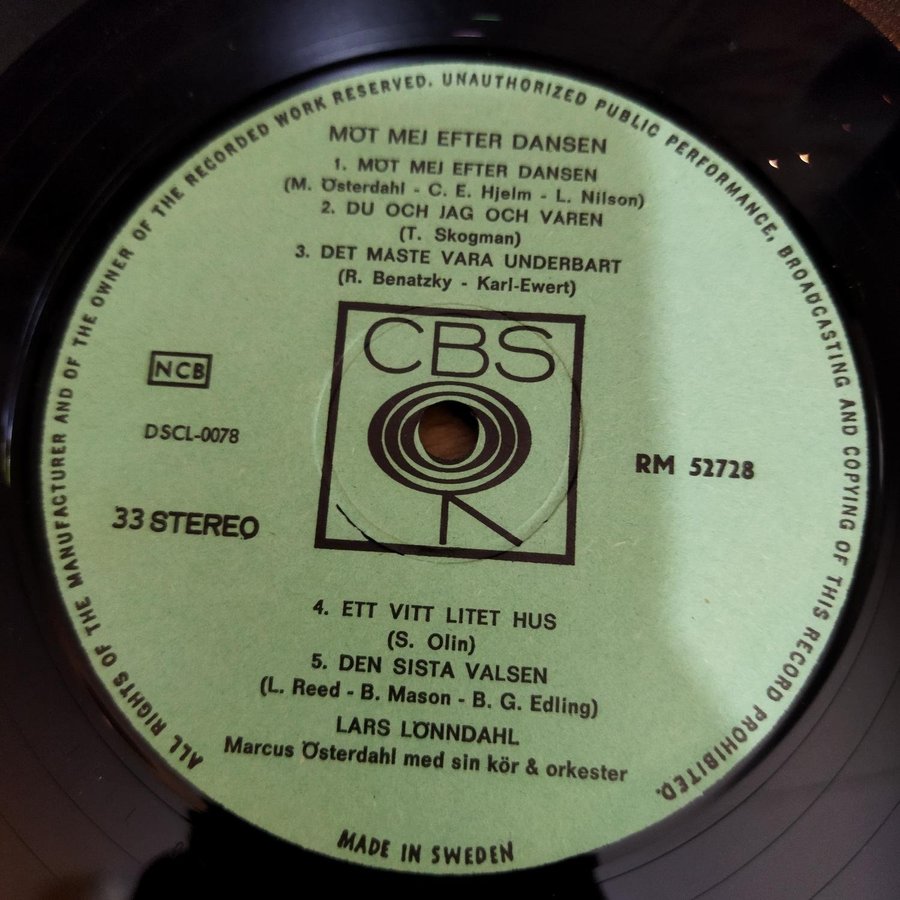 ALL RIGHTS OF THE MANUFACTURER AND OF THE OWNER OF THE RECORDED WORK RESERVED. UNAUTHORIZED PUBLIC PERFORMANCE, BROADCASTING AND COPYING OF THIS RECORD PROHIBITED.
MÖT MEJ EFTER DANSEN
1. MÖT MEJ EFTER DANSEN
(M. Österdahl - C. E. Hjelm - L. Nilson)
2. DU OCH JAG OCH VAREN
(T. Skogman)
3. DET MASTE VARA UNDERBART
(R. Benatzky - Karl-Ewert)
CBS
NCB
DSCL-0078
RM 52728
33 STEREO
4. ETT VITT LITET HUS
(S. Olin)
5. DEN SISTA VALSEN
(L. Reed - B. Mason - B. G. Edling)
LARS LÖNNDAHL
Marcus Österdahl med sin kör & orkester
MADE IN SWEDEN